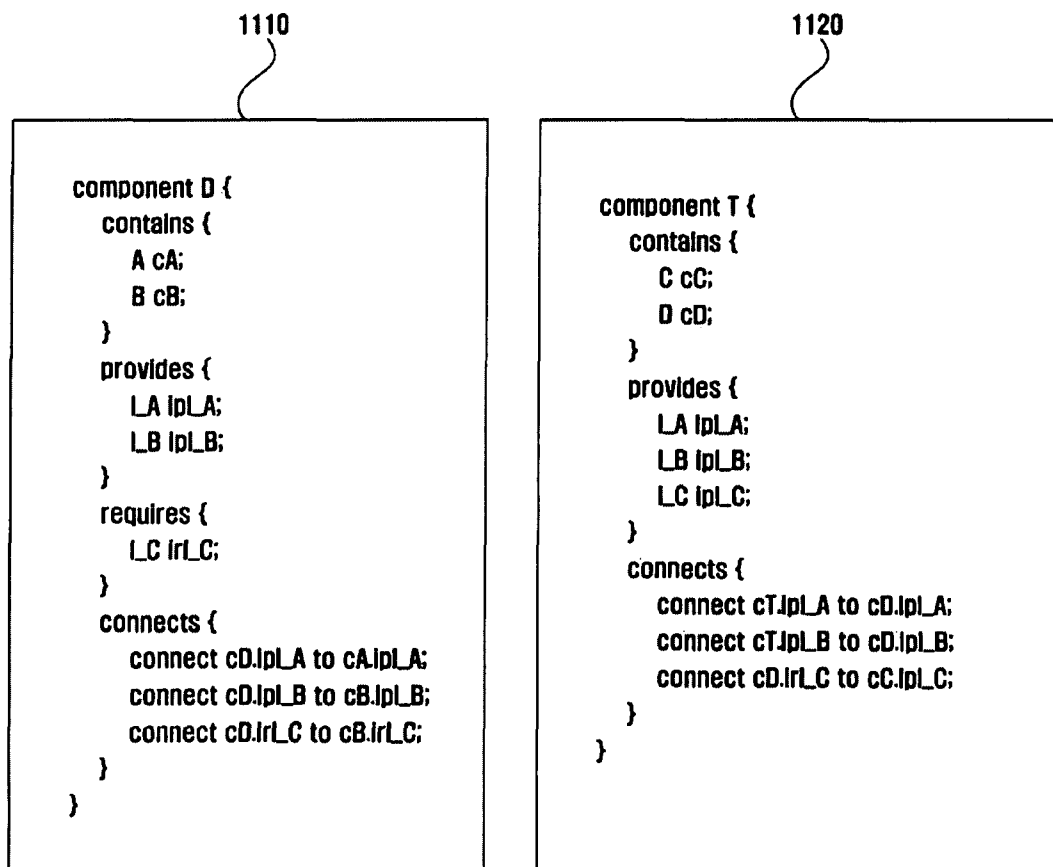 1110
component D {
contains {
A cA;
B cB;
}
provides {
I_A ipI_A;
I_B ipI_B;
}
requires {
I_C irI_C;
}
connects {
connect cD.ipI_A to cA.ipI_A;
connect cD.ipI_B to cB.ipI_B;
connect cD.irI_C to cB.irI_C;
}
}
1120
component T {
contains {
C cC;
D cD;
}
provides {
I_A ipI_A;
I_B ipI_B;
I_C ipI_C;
}
connects {
connect cT.ipI_A to cD.ipI_A;
connect cT.ipI_B to cD.ipI_B;
connect cD.irI_C to cC.ipI_C;
}
}